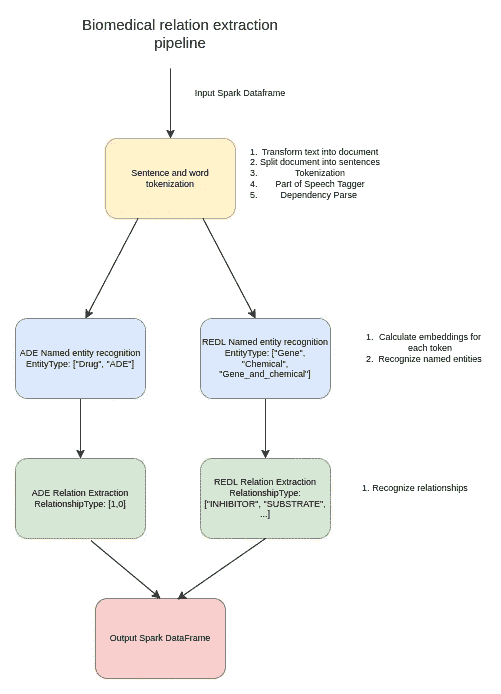 Biomedical relation extraction
pipeline
Input Spark Dataframe
Sentence and word
tokenization
1. Transform text into document
2. Split document into sentences
3. Tokenization
4. Part of Speech Tagger
5. Dependency Parse
ADE Named entity recognition
EntityType: ["Drug", "ADE"]
REDL Named entity recognition
EntityType: ["Gene",
"Chemical",
"Gene_and_chemical"]
1. Calculate embeddings for
each token
2. Recognize named entities
ADE Relation Extraction
RelationshipType: [1,0]
REDL Relation Extraction
RelationshipType:
["INHIBITOR", "SUBSTRATE",
...]
1. Recognize relationships
Output Spark DataFrame